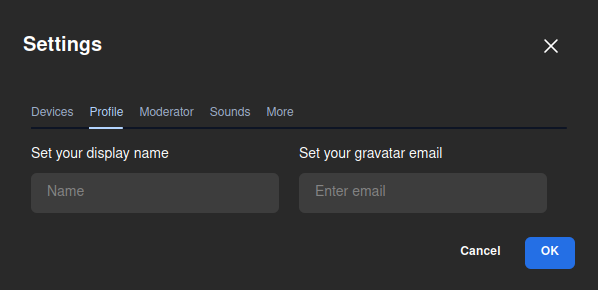 Settings
Devices Profile Moderator Sounds More
Set your display name Set your gravatar email
Name Enter email
Cancel OK